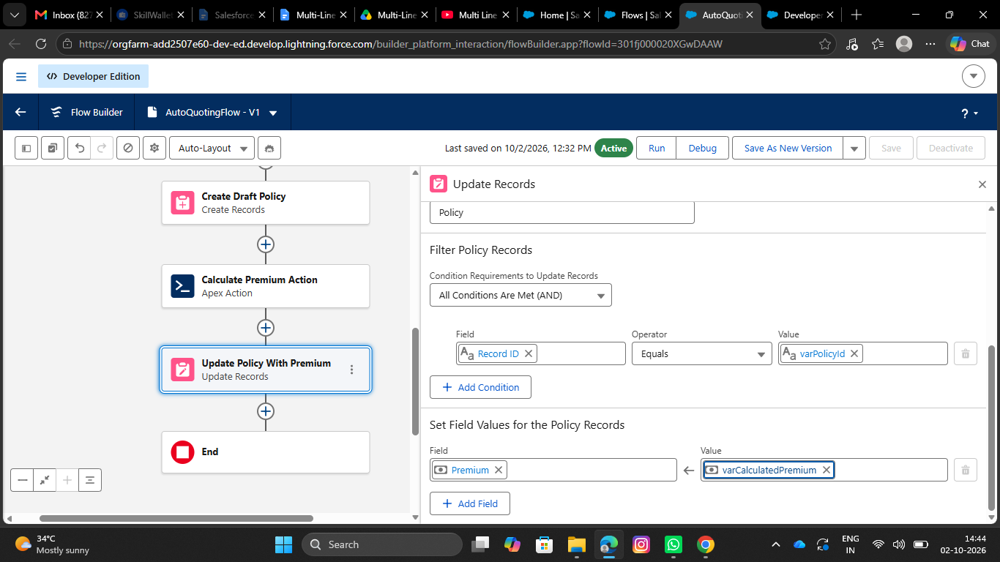 Inbox (827
SkillWallet
Salesforce
Multi-Line
Multi-Line
Multi Line
Home | Sa
Flows | Sal
AutoQuoti
Developer
https://orgfarm-add2507e60-dev-ed.develop.lightning.force.com/builder_platform_interaction/flowBuilder.app?flowId=301fj000020XGwDAAW
Chat
Developer Edition
Flow Builder
AutoQuotingFlow - V1
?
Auto-Layout
Last saved on 10/2/2026, 12:32 PM
Active
Run
Debug
Save As New Version
Save
Deactivate
Create Draft Policy
Create Records
Calculate Premium Action
Apex Action
Update Policy With Premium
Update Records
End
Update Records
Policy
Filter Policy Records
Condition Requirements to Update Records
All Conditions Are Met (AND)
Field
Operator
Value
Aa Record ID
Equals
Aa varPolicyId
Add Condition
Set Field Values for the Policy Records
Field
Value
Premium
varCalculatedPremium
Add Field
34°C
Mostly sunny
Search
ENG
IN
14:44
02-10-2026